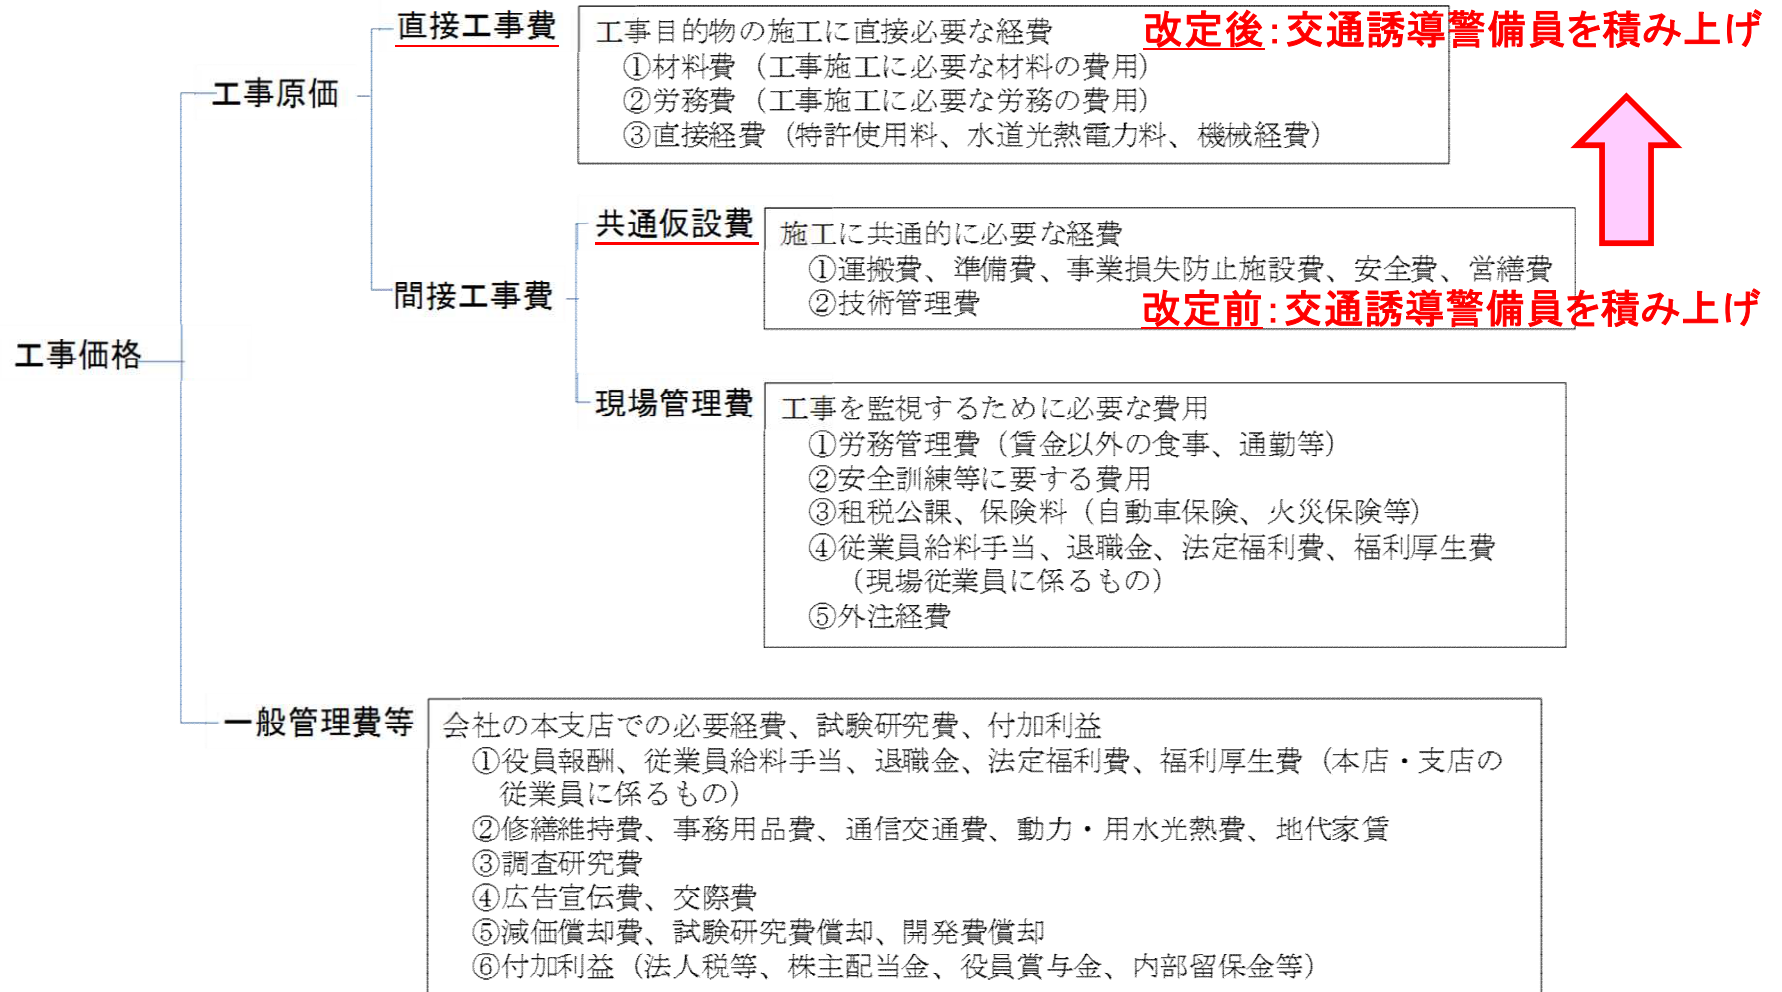 直接工事費
工事目的物の施工に直接必要な経費
①材料費（工事施工に必要な材料の費用）
②労務費（工事施工に必要な労務の費用）
③直接経費（特許使用料、水道光熱電力料、機械経費）
改定後：交通誘導警備員を積み上げ
工事原価
共通仮設費
施工に共通的に必要な経費
①運搬費、準備費、事業損失防止施設費、安全費、営繕費
②技術管理費
改定前：交通誘導警備員を積み上げ
間接工事費
工事価格
現場管理費
工事を監視するために必要な費用
①労務管理費（賃金以外の食事、通勤等）
②安全訓練等に要する費用
③租税公課、保険料（自動車保険、火災保険等）
④従業員給料手当、退職金、法定福利費、福利厚生費
（現場従業員に係るもの）
⑤外注経費
一般管理費等
会社の本支店での必要経費、試験研究費、付加利益
①役員報酬、従業員給料手当、退職金、法定福利費、福利厚生費（本店・支店の
従業員に係るもの）
②修繕維持費、事務用品費、通信交通費、動力・用水光熱費、地代家賃
③調査研究費
④広告宣伝費、交際費
⑤減価償却費、試験研究費償却、開発費償却
⑥付加利益（法人税等、株主配当金、役員賞与金、内部留保金等）